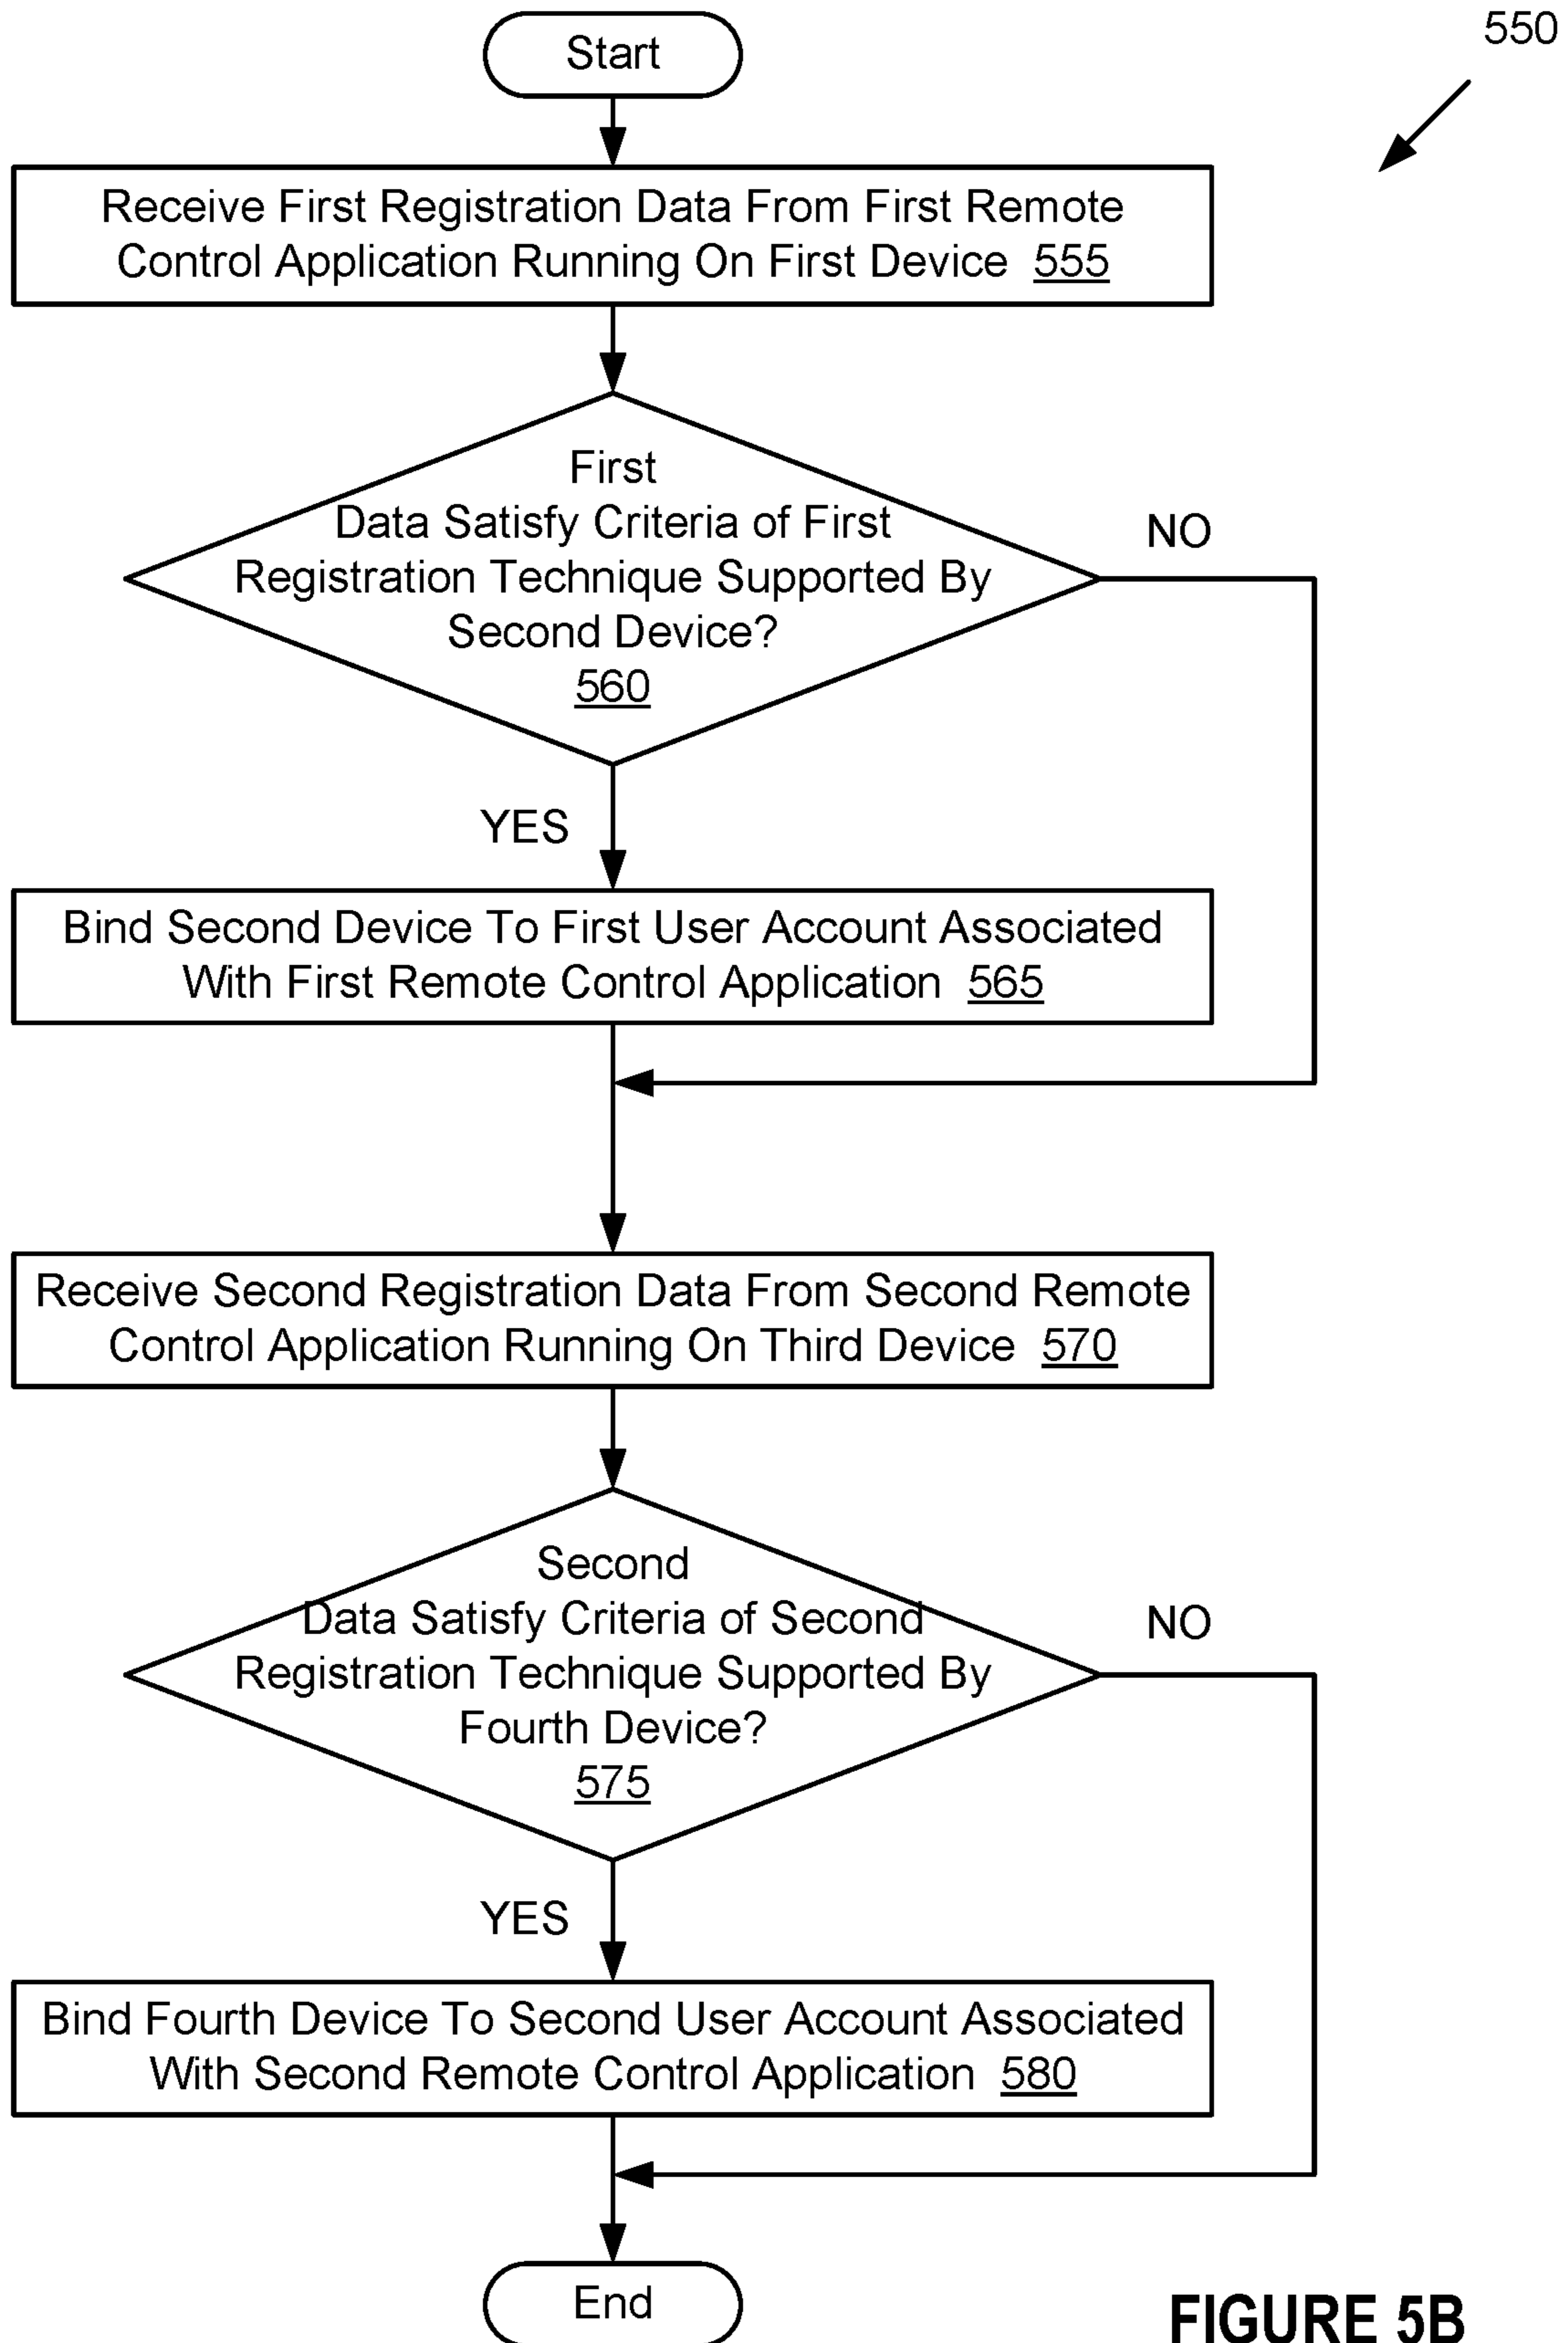 550
Start
Receive First Registration Data From First Remote
Control Application Running On First Device 555
First
Data Satisfy Criteria of First
Registration Technique Supported By
Second Device?
560
NO
YES
Bind Second Device To First User Account Associated
With First Remote Control Application 565
Receive Second Registration Data From Second Remote
Control Application Running On Third Device 570
Second
Data Satisfy Criteria of Second
Registration Technique Supported By
Fourth Device?
575
NO
YES
Bind Fourth Device To Second User Account Associated
With Second Remote Control Application 580
End
FIGURE 5B